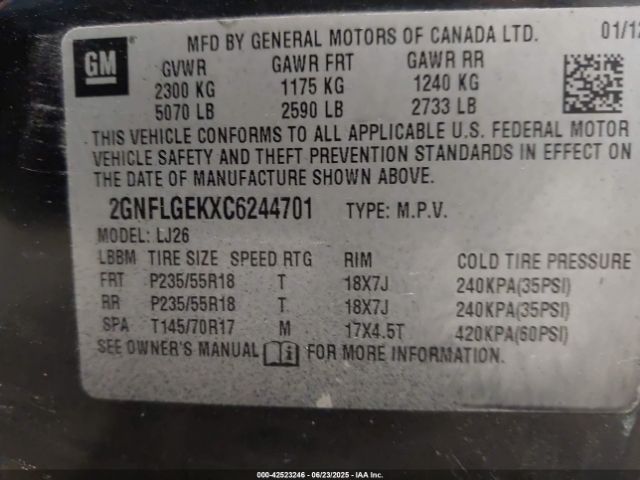 GM
MFD BY GENERAL MOTORS OF CANADA LTD. 01/12
GVWR GAWR FRT GAWR RR
2300 KG 1175 KG 1240 KG
5070 LB 2590 LB 2733 LB
THIS VEHICLE CONFORMS TO ALL APPLICABLE U.S. FEDERAL MOTOR
VEHICLE SAFETY AND THEFT PREVENTION STANDARDS IN EFFECT ON
THE DATE OF MANUFACTURE SHOWN ABOVE.
2GNFLGEKXC6244701 TYPE: M.P.V.
MODEL: LJ26
LBBM TIRE SIZE SPEED RTG RIM COLD TIRE PRESSURE
FRT P235/55R18 T 18X7J 240KPA(35PSI)
RR P235/55R18 T 18X7J 240KPA(35PSI)
SPA T145/70R17 M 17X4.5T 420KPA(60PSI)
SEE OWNER'S MANUAL FOR MORE INFORMATION.
000-42523246 - 06/23/2025 - IAA Inc.